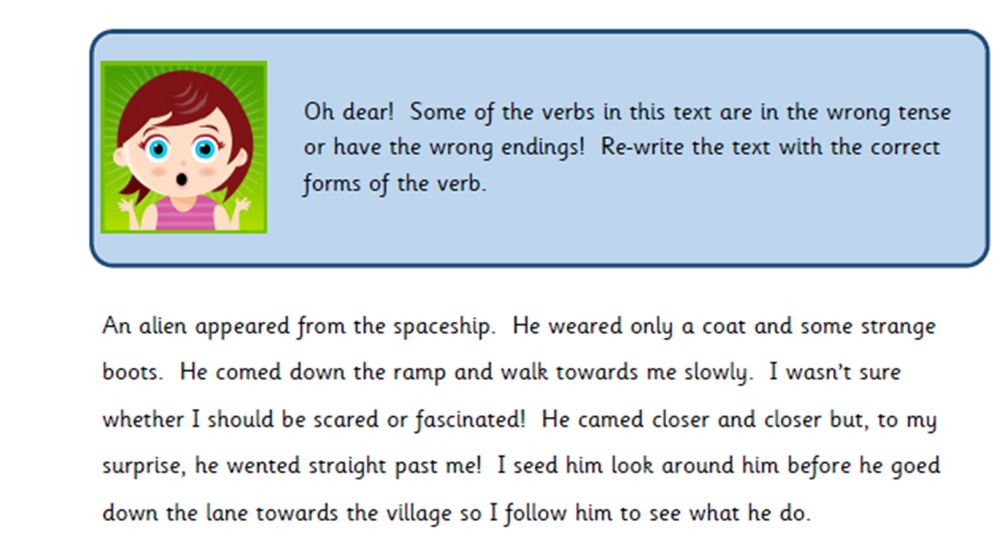 Oh dear!  Some of the verbs in this text are in the wrong tense
or have the wrong endings!  Re-write the text with the correct
forms of the verb.
An alien appeared from the spaceship.  He weared only a coat and some strange
boots.  He comed down the ramp and walk towards me slowly.  I wasn’t sure
whether I should be scared or fascinated!  He camed closer and closer but, to my
surprise, he wented straight past me!  I seed him look around him before he goed
down the lane towards the village so I follow him to see what he do.